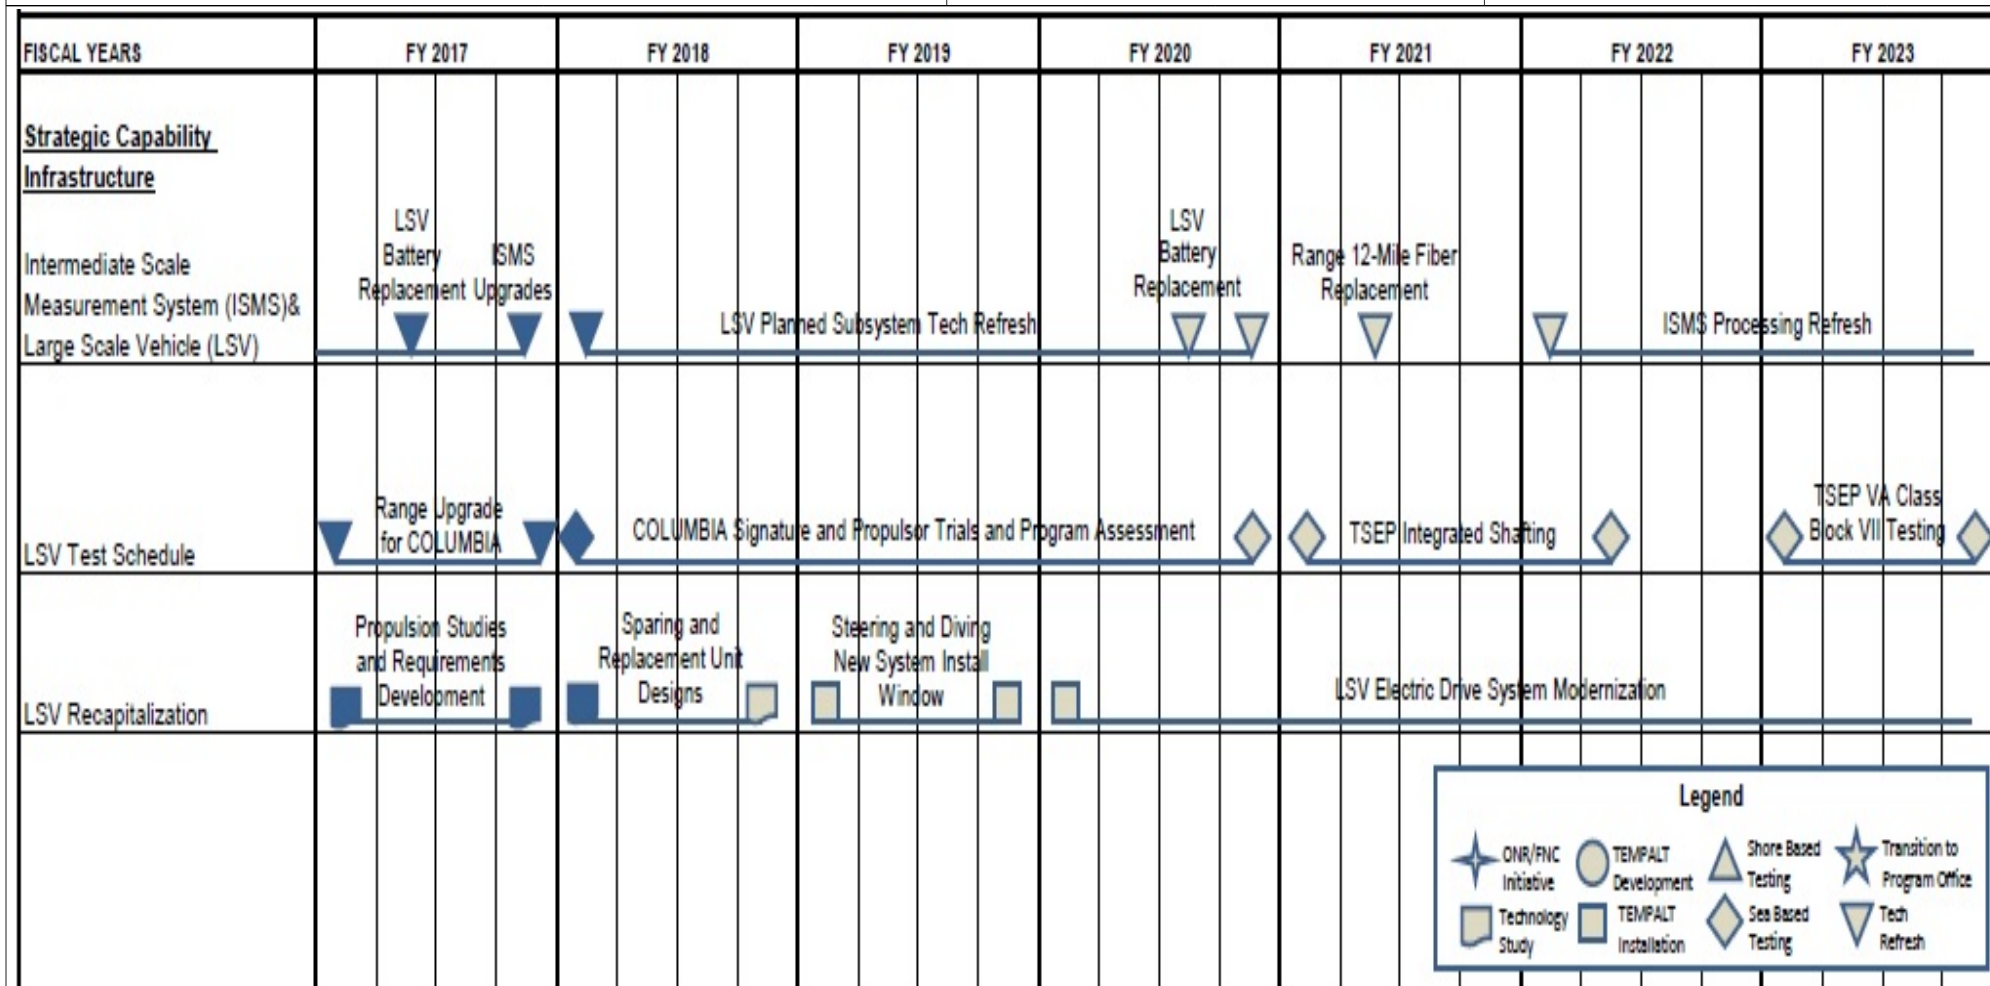 FISCAL YEARS FY 2017 FY 2018 FY 2019 FY 2020 FY 2021 FY 2022 FY 2023
Strategic Capability
Infrastructure
Intermediate Scale
Measurement System (ISMS)&
Large Scale Vehicle (LSV)
LSV
Battery
Replacement
ISMS
Upgrades
LSV Planned Subsystem Tech Refresh
LSV
Battery
Replacement
Range 12-Mile Fiber
Replacement
ISMS Processing Refresh
LSV Test Schedule
Range Upgrade
for COLUMBIA
COLUMBIA Signature and Propulsor Trials and Program Assessment
TSEP Integrated Shafting
TSEP VA Class
Block VII Testing
LSV Recapitalization
Propulsion Studies
and Requirements
Development
Sparing and
Replacement Unit
Designs
Steering and Diving
New System Install
Window
LSV Electric Drive System Modernization
Legend
ONR/FNC
Initiative
TEMPALT
Development
Shore Based
Testing
Transition to
Program Office
Technology
Study
TEMPALT
Installation
Sea Based
Testing
Tech
Refresh